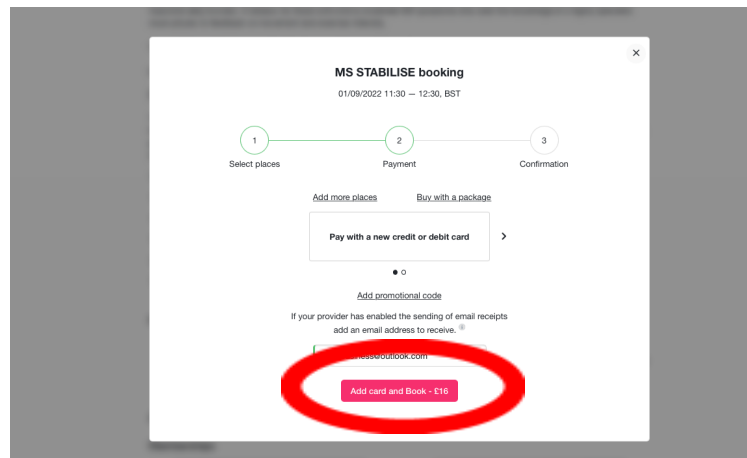 ×
MS STABILISE booking
01/09/2022 11:30 — 12:30, BST
1
2
3
Select places
Payment
Confirmation
Add more places
Buy with a package
Pay with a new credit or debit card
Add promotional code
If your provider has enabled the sending of email receipts
add an email address to receive.
@outlook.com
Add card and Book - £16